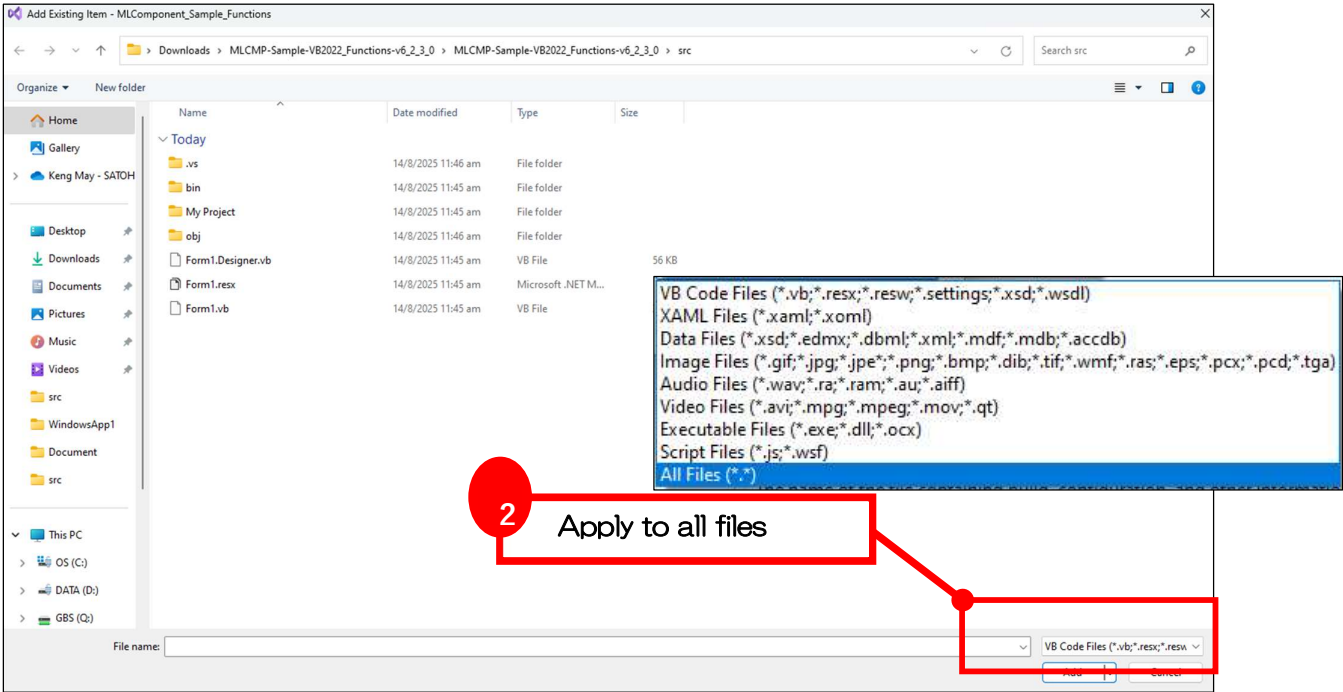 Add Existing Item - MLComponent_Sample_Functions
Downloads > MLCMP-Sample-VB2022_Functions-v6_2_3_0 > MLCMP-Sample-VB2022_Functions-v6_2_3_0 > src
Search src
Organize New folder
Name Date modified Type Size
Home
Gallery
Keng May - SATOH
Desktop
Downloads
Documents
Pictures
Music
Videos
src
WindowsApp1
Document
src
This PC
OS (C:)
DATA (D:)
GBS (Q:)
Today
.vs 14/8/2025 11:46 am File folder
bin 14/8/2025 11:45 am File folder
My Project 14/8/2025 11:45 am File folder
obj 14/8/2025 11:46 am File folder
Form1.Designer.vb 14/8/2025 11:45 am VB File 56 KB
Form1.resx 14/8/2025 11:45 am Microsoft .NET M...
Form1.vb 14/8/2025 11:45 am VB File
VB Code Files (*.vb;*.resx;*.resw;*.settings;*.xsd;*.wsdl)
XAML Files (*.xaml;*.xoml)
Data Files (*.xsd;*.edmx;*.dbml;*.xml;*.mdf;*.mdb;*.accdb)
Image Files (*.gif;*.jpg;*.jpe*;*.png;*.bmp;*.dib;*.tif;*.wmf;*.ras;*.eps;*.pcx;*.pcd;*.tga)
Audio Files (*.wav;*.ra;*.ram;*.au;*.aiff)
Video Files (*.avi;*.mpg;*.mpeg;*.mov;*.qt)
Executable Files (*.exe;*.dll;*.ocx)
Script Files (*.js;*.wsf)
All Files (*.*)
2
Apply to all files
File name:
VB Code Files (*.vb;*.resx;*.resw
Add Cancel